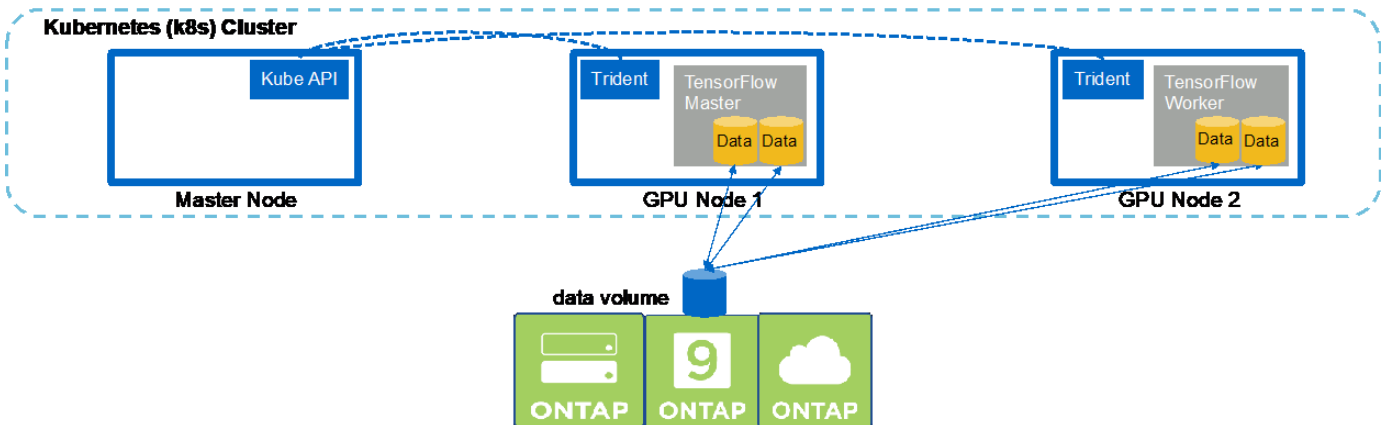 Kubernetes (k8s) Cluster
Kube API
Trident
TensorFlow
Master
Data
Data
Trident
TensorFlow
Worker
Data
Data
Master Node
GPU Node 1
GPU Node 2
data volume
9
ONTAP
ONTAP
ONTAP